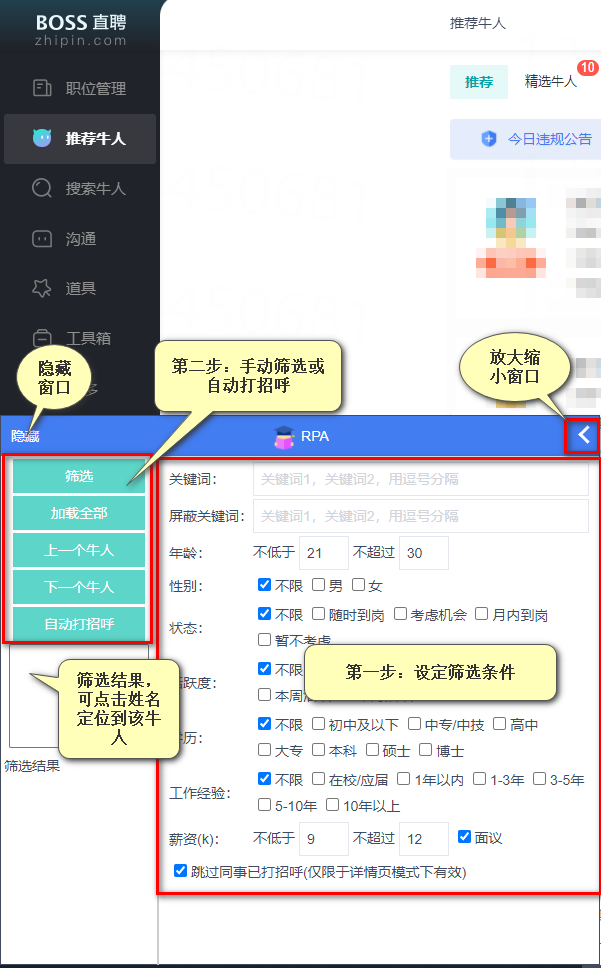 BOSS 直聘
zhipin.com
推荐牛人
职位管理
推荐牛人
搜索牛人
沟通
道具
工具箱
多
推荐
精选牛人
10
今日违规公告
隐藏
窗口
第二步：手动筛选或
自动打招呼
放大缩
小窗口
隐藏
RPA
筛选
加载全部
上一个牛人
下一个牛人
自动打招呼
筛选结果，
可点击姓名
定位到该牛
人
筛选结果
关键词：
关键词1，关键词2，用逗号分隔
屏蔽关键词：
关键词1，关键词2，用逗号分隔
年龄：
不低于 21 不超过 30
性别：
不限 男 女
状态：
不限 随时到岗 考虑机会 月内到岗
暂不考虑
第一步：设定筛选条件
跃度：
不限
本周
历：
不限 初中及以下 中专/中技 高中
大专 本科 硕士 博士
工作经验：
不限 在校/应届 1年以内 1-3年 3-5年
5-10年 10年以上
薪资(k)：
不低于 9 不超过 12 面议
跳过同事已打招呼(仅限于详情页模式下有效)